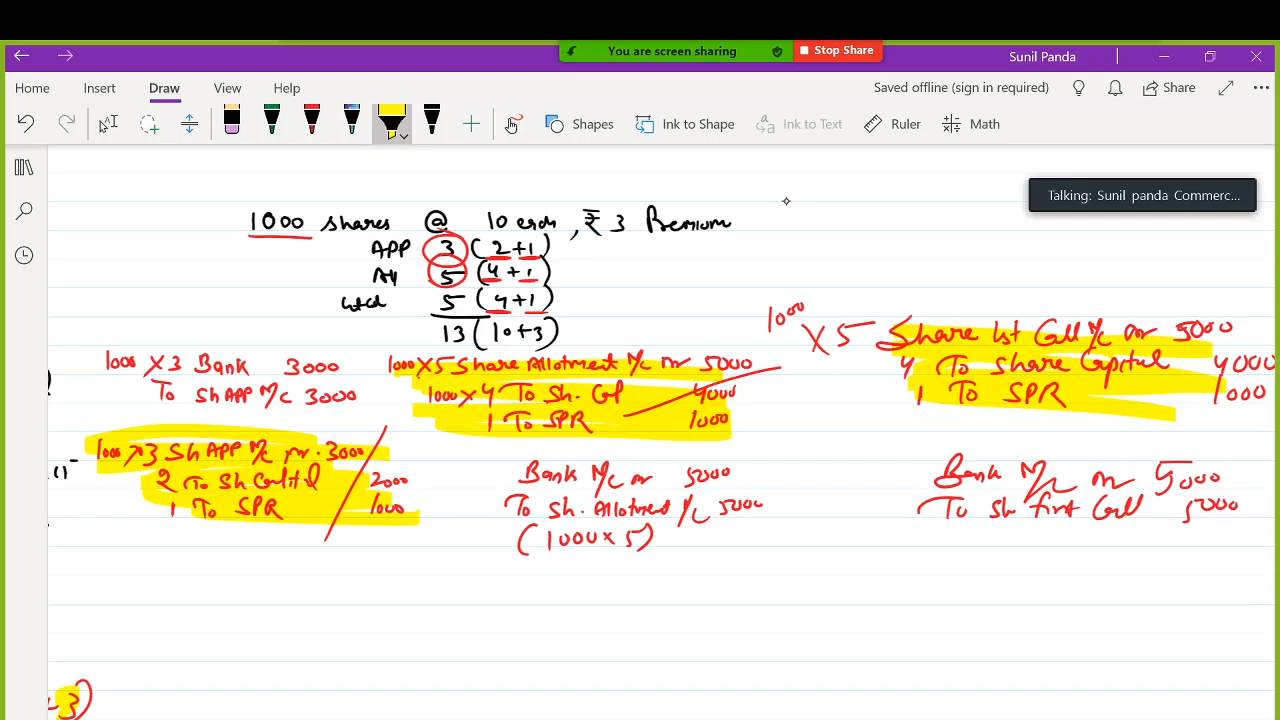 You are screen sharing
Stop Share
Sunil Panda
Home Insert Draw View Help
Saved offline (sign in required)
Share
Shapes
Ink to Shape
Ink to Text
Ruler
Math
Talking: Sunil panda Commerc...
1000 shares @ 10 each, ₹ 3 Premium
APP 3 (2+1)
5 (4+1)
5 (4+1)
13 (10+3)
1000 X 3 Bank 3000
To Sh APP A/C 3000
1000 X 5 Share Allotment A/C Dr 5000
1000 X 4 To Sh. Cap 4000
1 To SPR 1000
1000 X 5 Share 1st Call A/c Dr 5000
4 To Share Capital 4000
1 To SPR 1000
1000 X 3 Sh APP A/c Dr. 3000
2 To Sh Capital 2000
1 To SPR 1000
Bank A/c Dr 5000
To Sh. Allotment A/c 5000
(1000 X 5)
Bank A/c Dr 5000
To Sh First Call 5000
3)